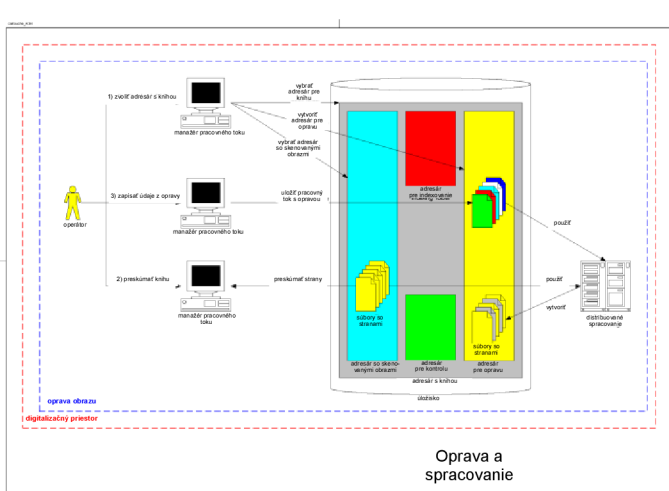 1) zvoliť adresár s knihou
manažér pracovného toku
vybrať
adresár pre
knihu
vytvoriť
adresár pre
opravu
vybrať adresár
so skenovanými
obrazmi
3) zapísať údaje z opravy
manažér pracovného toku
uložiť pracovný
tok s opravou
operátor
adresár
pre indexovanie
použiť
2) preskúmať knihu
manažér pracovného
toku
preskúmať strany
použiť
vytvoriť
distribuované
spracovanie
súbory so
stranami
súbory so
stranami
adresár so skeno-
vanými obrazmi
adresár
pre kontrolu
adresár
pre opravu
adresár s knihou
úložisko
oprava obrazu
digitalizačný priestor
Oprava a
spracovanie